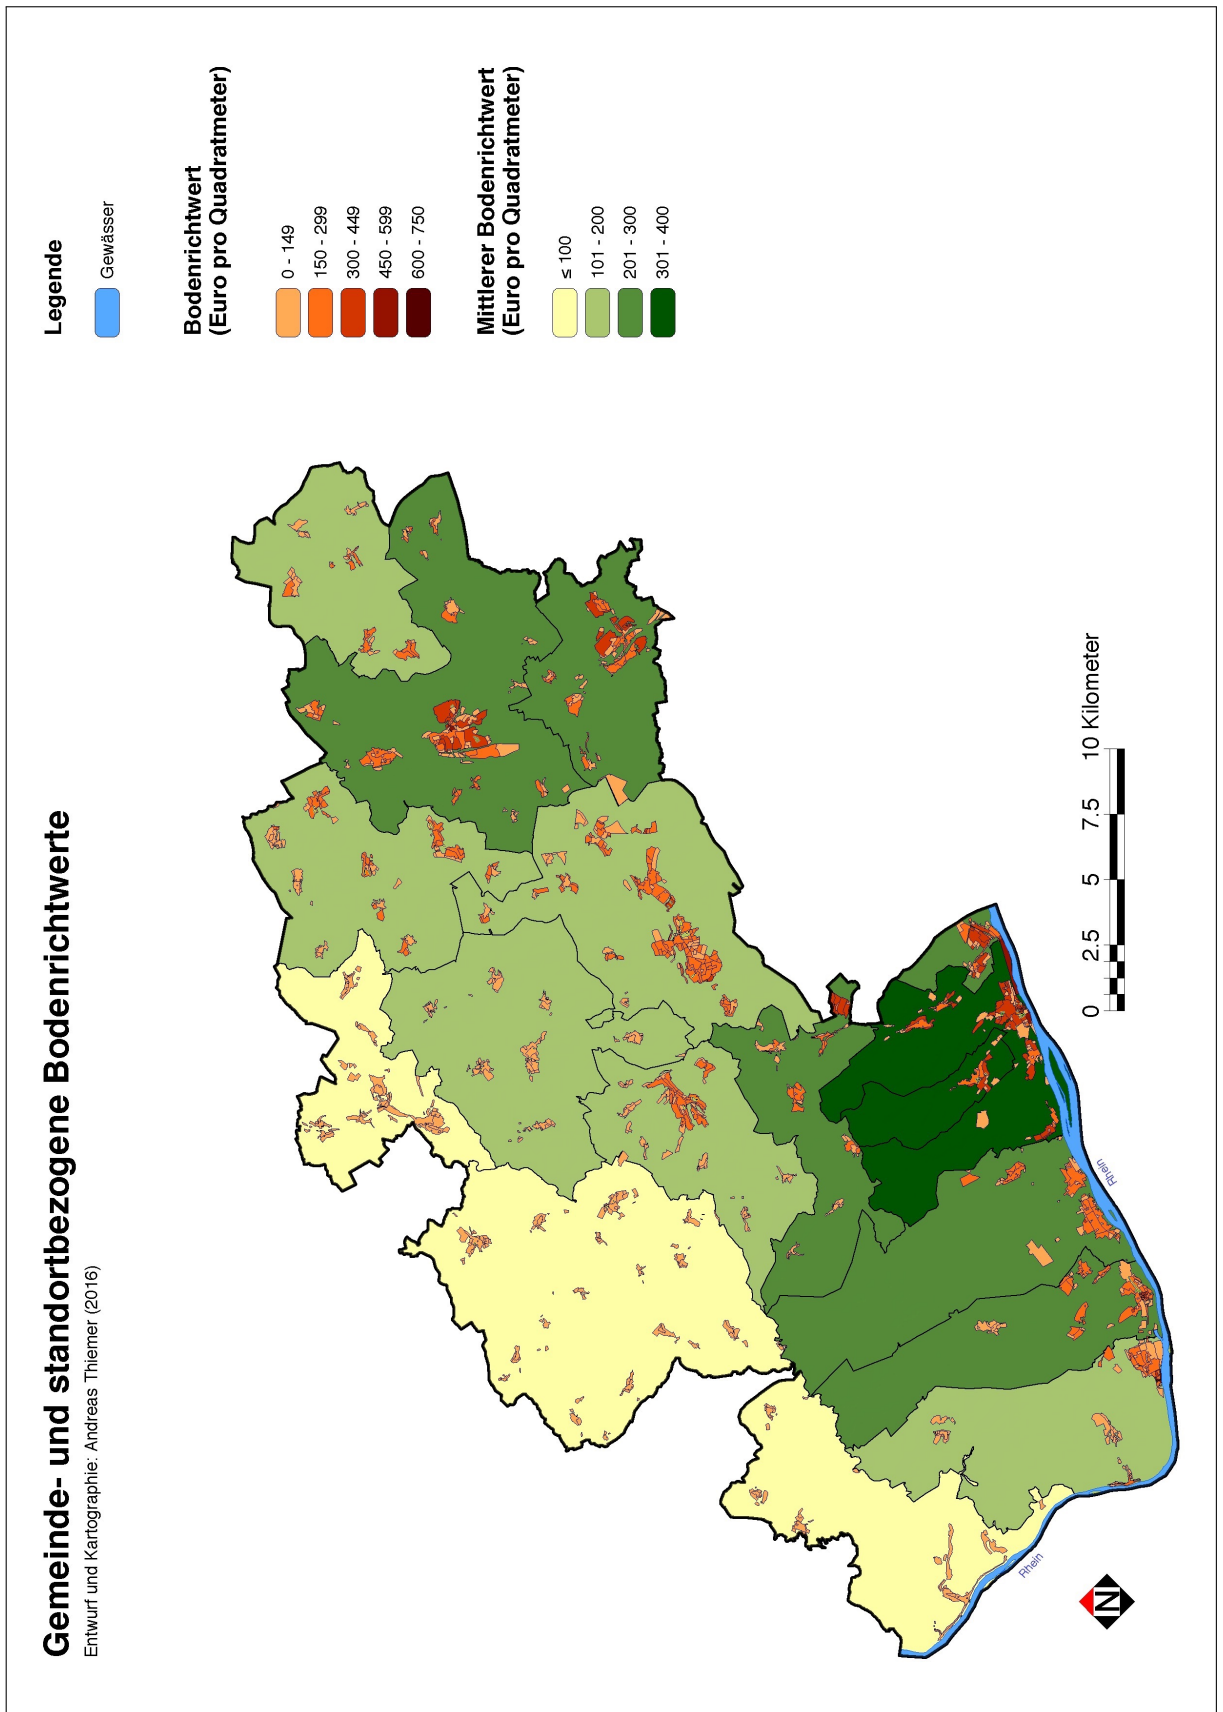 Gemeinde- und standortbezogene Bodenrichtwerte
Entwurf und Kartographie: Andreas Thiemer (2016)
Legende
Gewässer
Bodenrichtwert
(Euro pro Quadratmeter)
0 - 149
150 - 299
300 - 449
450 - 599
600 - 750
Mittlerer Bodenrichtwert
(Euro pro Quadratmeter)
≤ 100
101 - 200
201 - 300
301 - 400
Rhein
Rhein
N
0 2.5 5 7.5 10 Kilometer